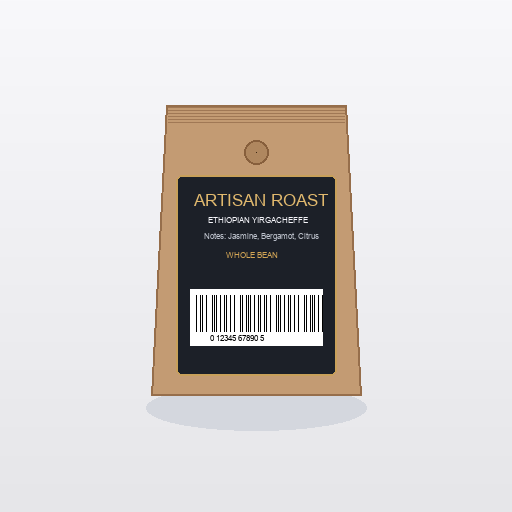 ARTISAN ROAST
ETHIOPIAN YIRGACHEFFE
Notes: Jasmine, Bergamot, Citrus
WHOLE BEAN
0 12345 67890 5